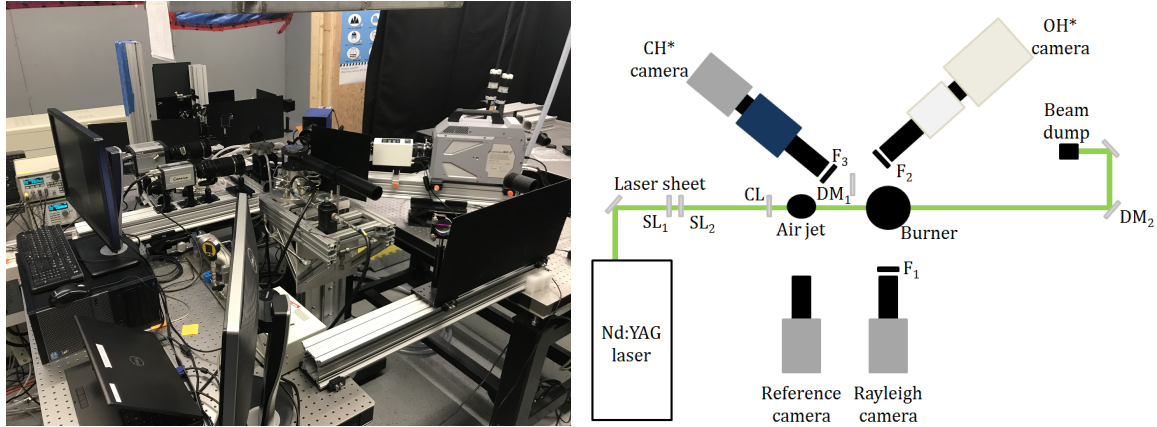 CH*
camera
OH*
camera
Beam
dump
F3
F2
Laser sheet
CL
DM1
SL1
SL2
Air jet
Burner
DM2
F1
Nd:YAG
laser
Reference
camera
Rayleigh
camera